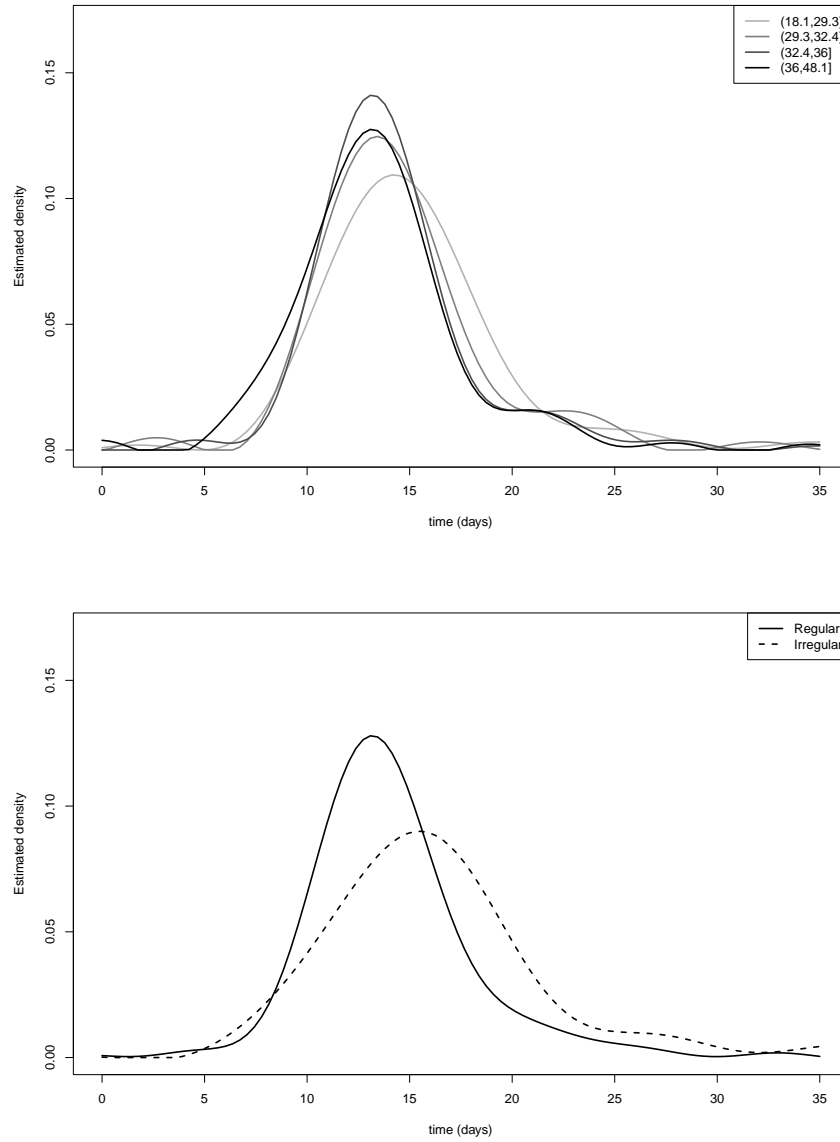 (18.1,29.3]
(29.3,32.4]
(32.4,36]
(36,48.1]
0.15
0.10
0.05
0.00
Estimated density
0 5 10 15 20 25 30 35
time (days)
Regular
Irregular
0.15
0.10
0.05
0.00
Estimated density
0 5 10 15 20 25 30 35
time (days)